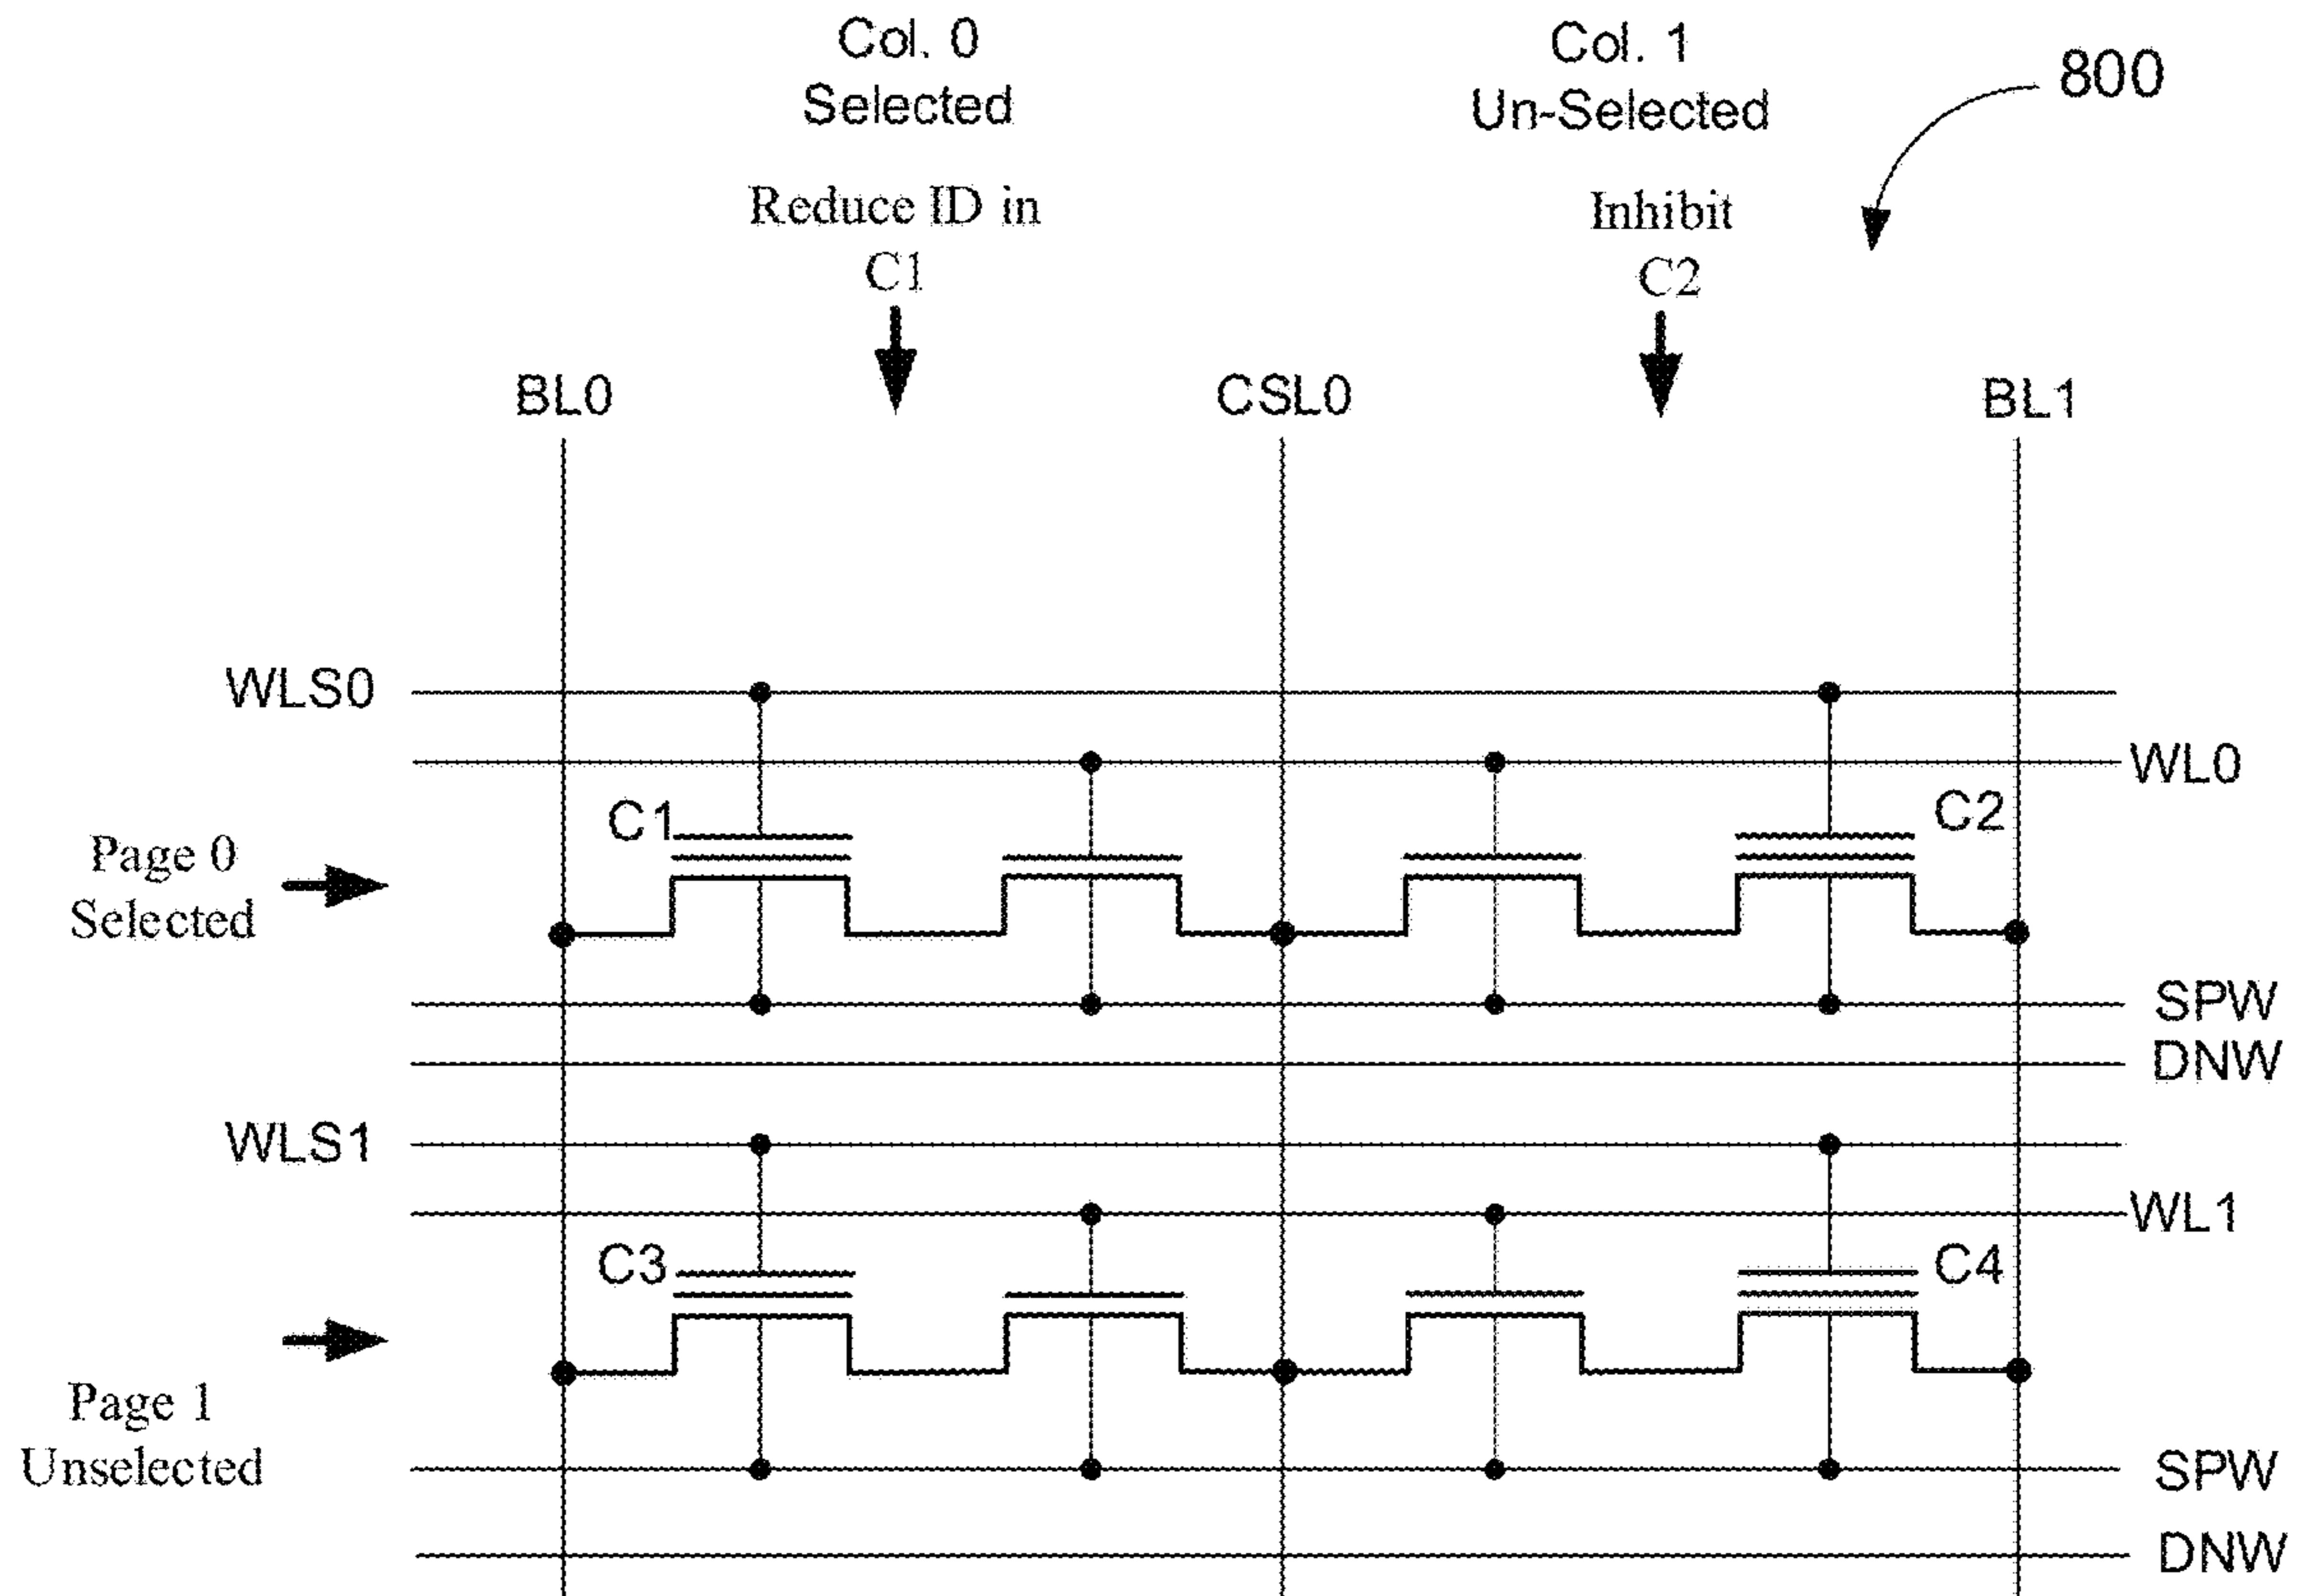 Col. 0
Selected
Col. 1
Un-Selected
800
Reduce ID in
C1
Inhibit
C2
BL0
CSL0
BL1
WLS0
WL0
C1
C2
Page 0
Selected
SPW
DNW
WLS1
WL1
C3
C4
Page 1
Unselected
SPW
DNW